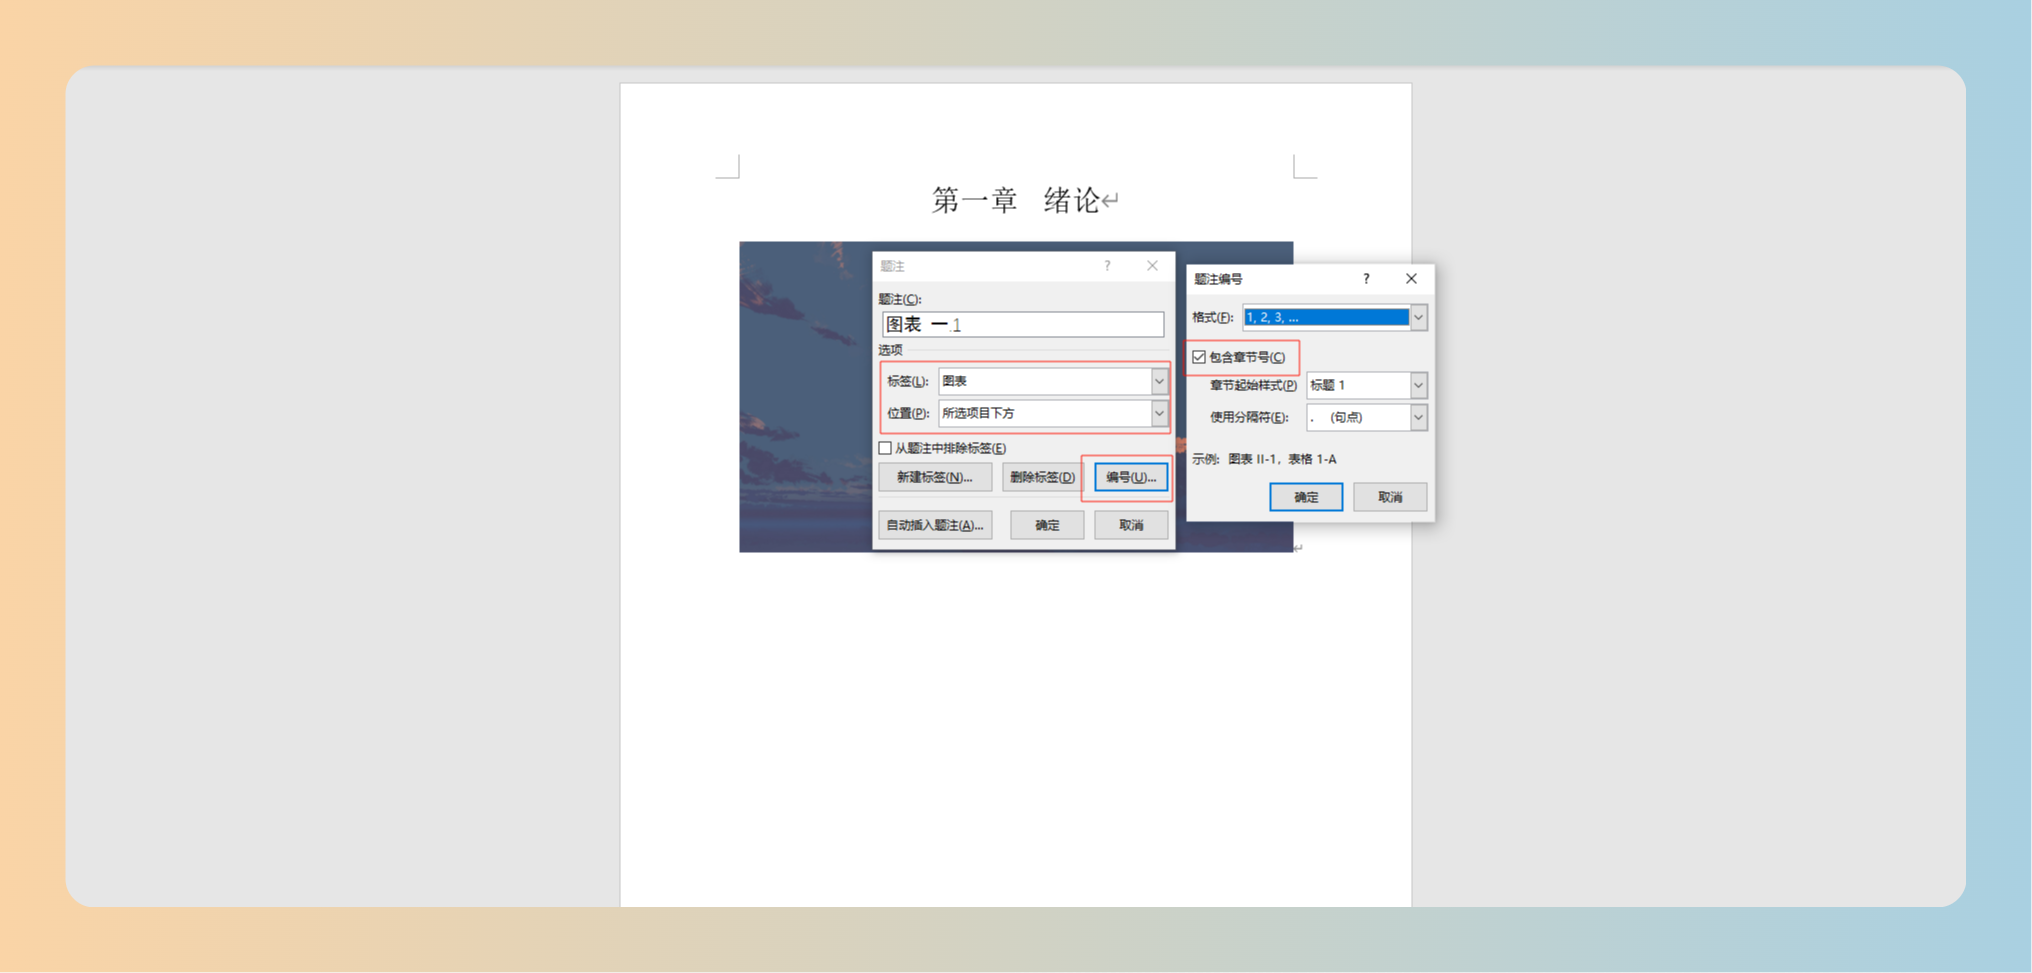 第一章 绪论↵
题注 ? ×
题注(C):
图表 一.1
选项
标签(L): 图表
位置(P): 所选项目下方
从题注中排除标签(E)
新建标签(N)... 删除标签(D) 编号(U)...
自动插入题注(A)... 确定 取消
题注编号 ? ×
格式(F): 1, 2, 3, ...
包含章节号(C)
章节起始样式(P) 标题 1
使用分隔符(E): . (句点)
示例: 图表 II-1, 表格 1-A
确定 取消
↵